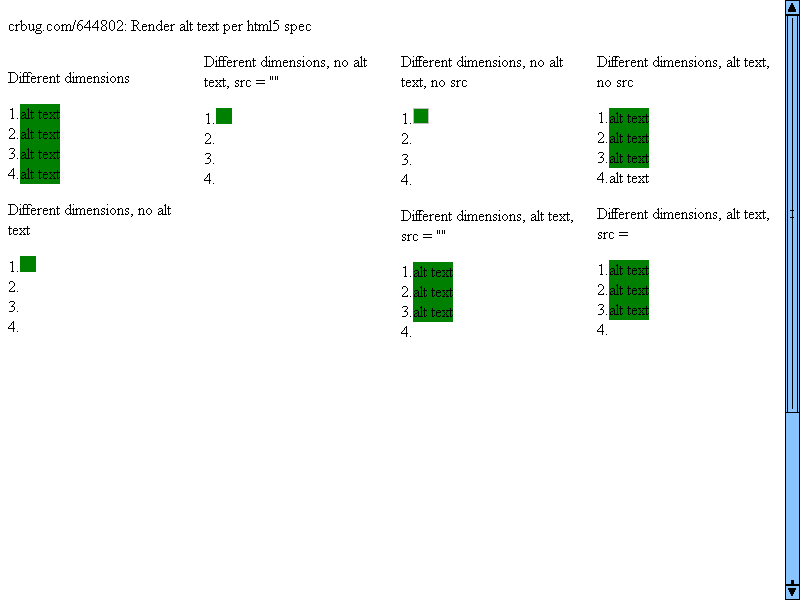 crbug.com/644802: Render alt text per html5 spec
Different dimensions
1. alt text
2. alt text
3. alt text
4. alt text
Different dimensions, no alt
text
1.
2.
3.
4.
Different dimensions, no alt
text, src = ""
1.
2.
3.
4.
Different dimensions, no alt
text, no src
1.
2.
3.
4.
Different dimensions, alt text,
src = ""
1. alt text
2. alt text
3. alt text
4.
Different dimensions, alt text,
no src
1. alt text
2. alt text
3. alt text
4. alt text
Different dimensions, alt text,
src =
1. alt text
2. alt text
3. alt text
4.